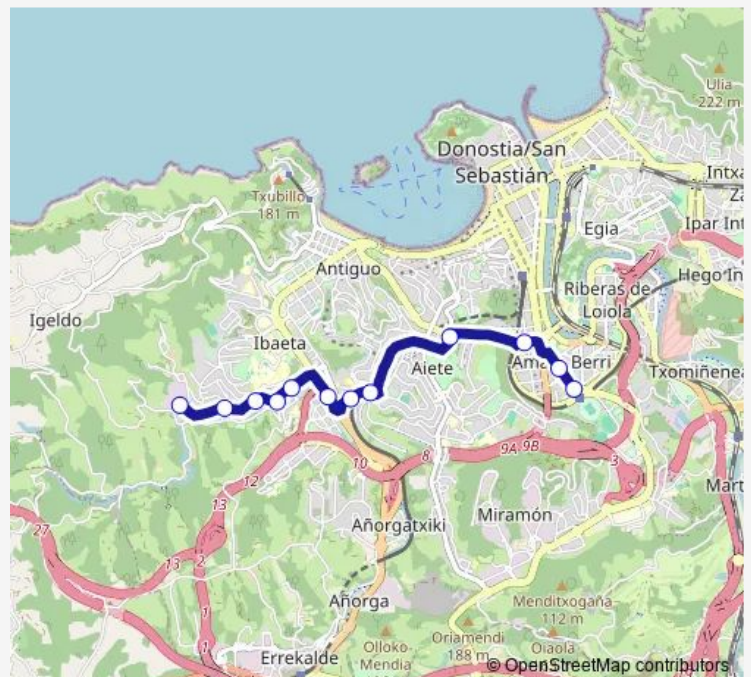 Ulia
222 m
Donostia/San
Sebastián
Intxa
Txubillo
181 m
Egia
Ipar Int
Antiguo
Hego In
Riberas de
Loiola
Igeldo
Ibaeta
Aiete
Berri
Txomiñenea
12
10
8
9A 9B
3
13
27
13
2
Miramón
Mart
Añorgatxiki
1
Añorga
Menditxogaña
112 m
1
Errekalde
Olloko-
Mendia
Oriamendi
188 m
Oiaola
© OpenStreetMap contributors